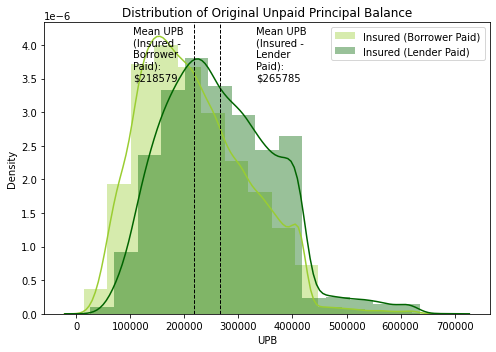 Distribution of Original Unpaid Principal Balance
1e−6
Mean UPB
(Insured -
Borrower
Paid):
$218579
Mean UPB
(Insured -
Lender
Paid):
$265785
Insured (Borrower Paid)
Insured (Lender Paid)
4.0
3.5
3.0
2.5
2.0
1.5
1.0
0.5
0.0
Density
0 100000 200000 300000 400000 500000 600000 700000
UPB